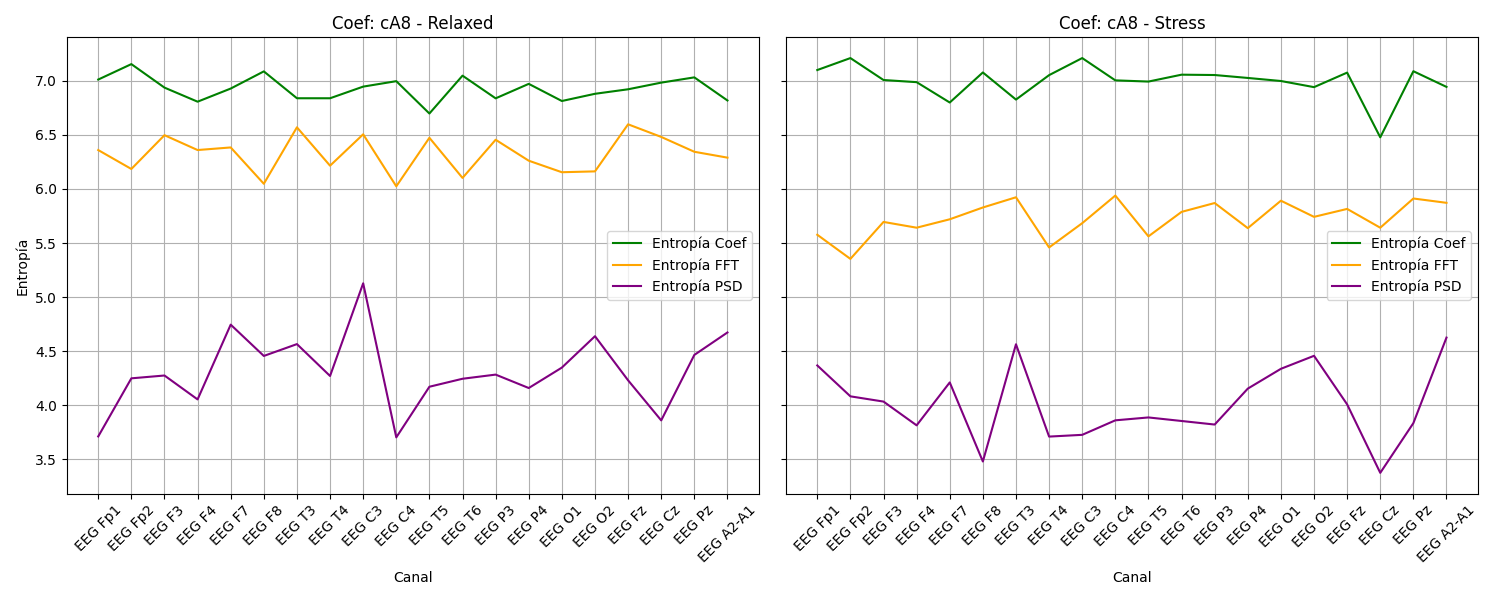 Coef: cA8 - Relaxed
Entropía
7.0
6.5
6.0
5.5
5.0
4.5
4.0
3.5
Entropía Coef
Entropía FFT
Entropía PSD
EEG Fp1
EEG Fp2
EEG F3
EEG F4
EEG F7
EEG F8
EEG T3
EEG T4
EEG C3
EEG C4
EEG T5
EEG T6
EEG P3
EEG P4
EEG O1
EEG O2
EEG Fz
EEG Cz
EEG Pz
EEG A2-A1
Canal
Coef: cA8 - Stress
Entropía Coef
Entropía FFT
Entropía PSD
EEG Fp1
EEG Fp2
EEG F3
EEG F4
EEG F7
EEG F8
EEG T3
EEG T4
EEG C3
EEG C4
EEG T5
EEG T6
EEG P3
EEG P4
EEG O1
EEG O2
EEG Fz
EEG Cz
EEG Pz
EEG A2-A1
Canal